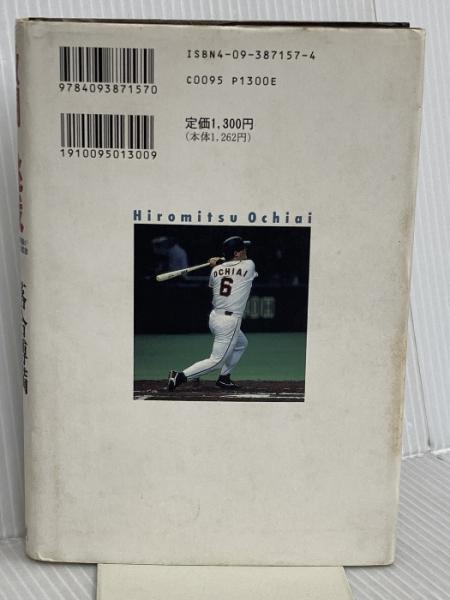 ISBN4-09-387157-4
C0095 P1300E
9784093871570
定価1,300円
(本体1,262円)
1910095013009
Hiromitsu Ochiai
OCHIAI
6